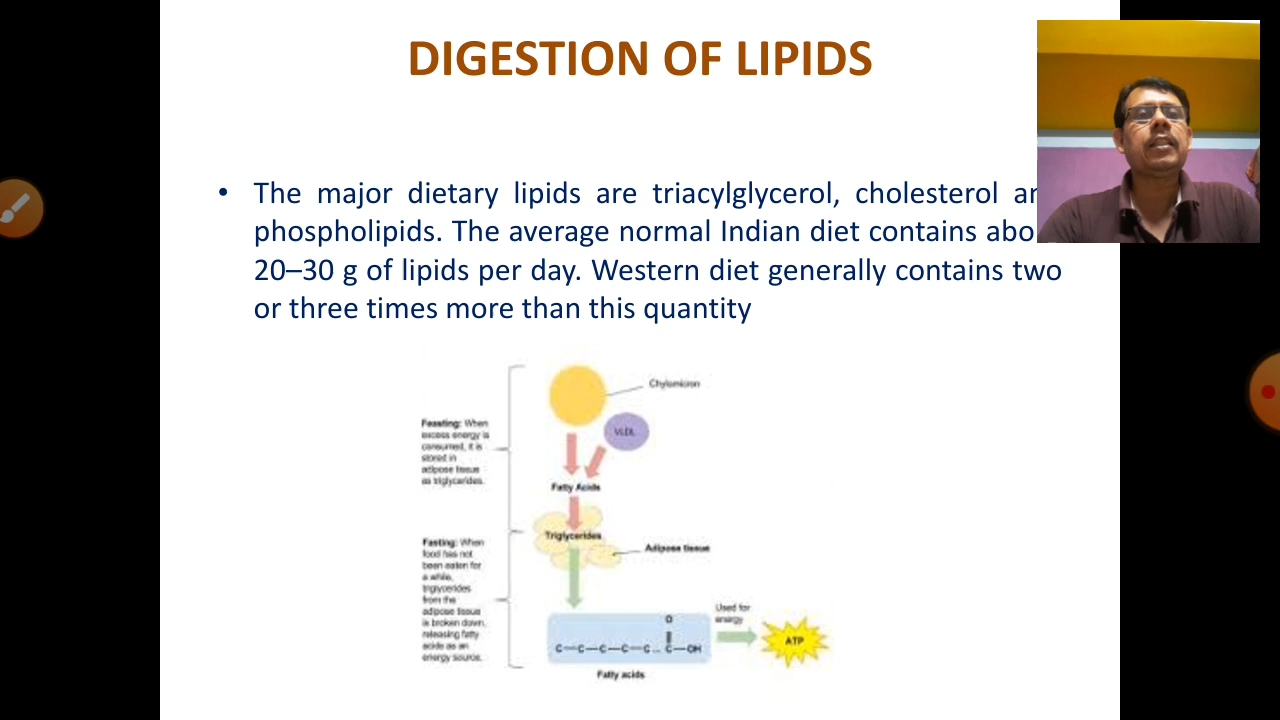 DIGESTION OF LIPIDS
• The major dietary lipids are triacylglycerol, cholesterol an
phospholipids. The average normal Indian diet contains abo
20–30 g of lipids per day. Western diet generally contains two
or three times more than this quantity
Chylomicron
VLDL
Feasting: When
excess energy is
consumed, it is
stored in
adipose tissue
as triglycerides.
Fatty Acids
Triglycerides
Adipose tissue
Fasting: When
food has not
been eaten for
a while,
triglycerides
from the
adipose tissue
is broken down,
releasing fatty
acids as an
energy source.
Used for
energy
O
C—C—C—C—C ... C—OH
ATP
Fatty acids